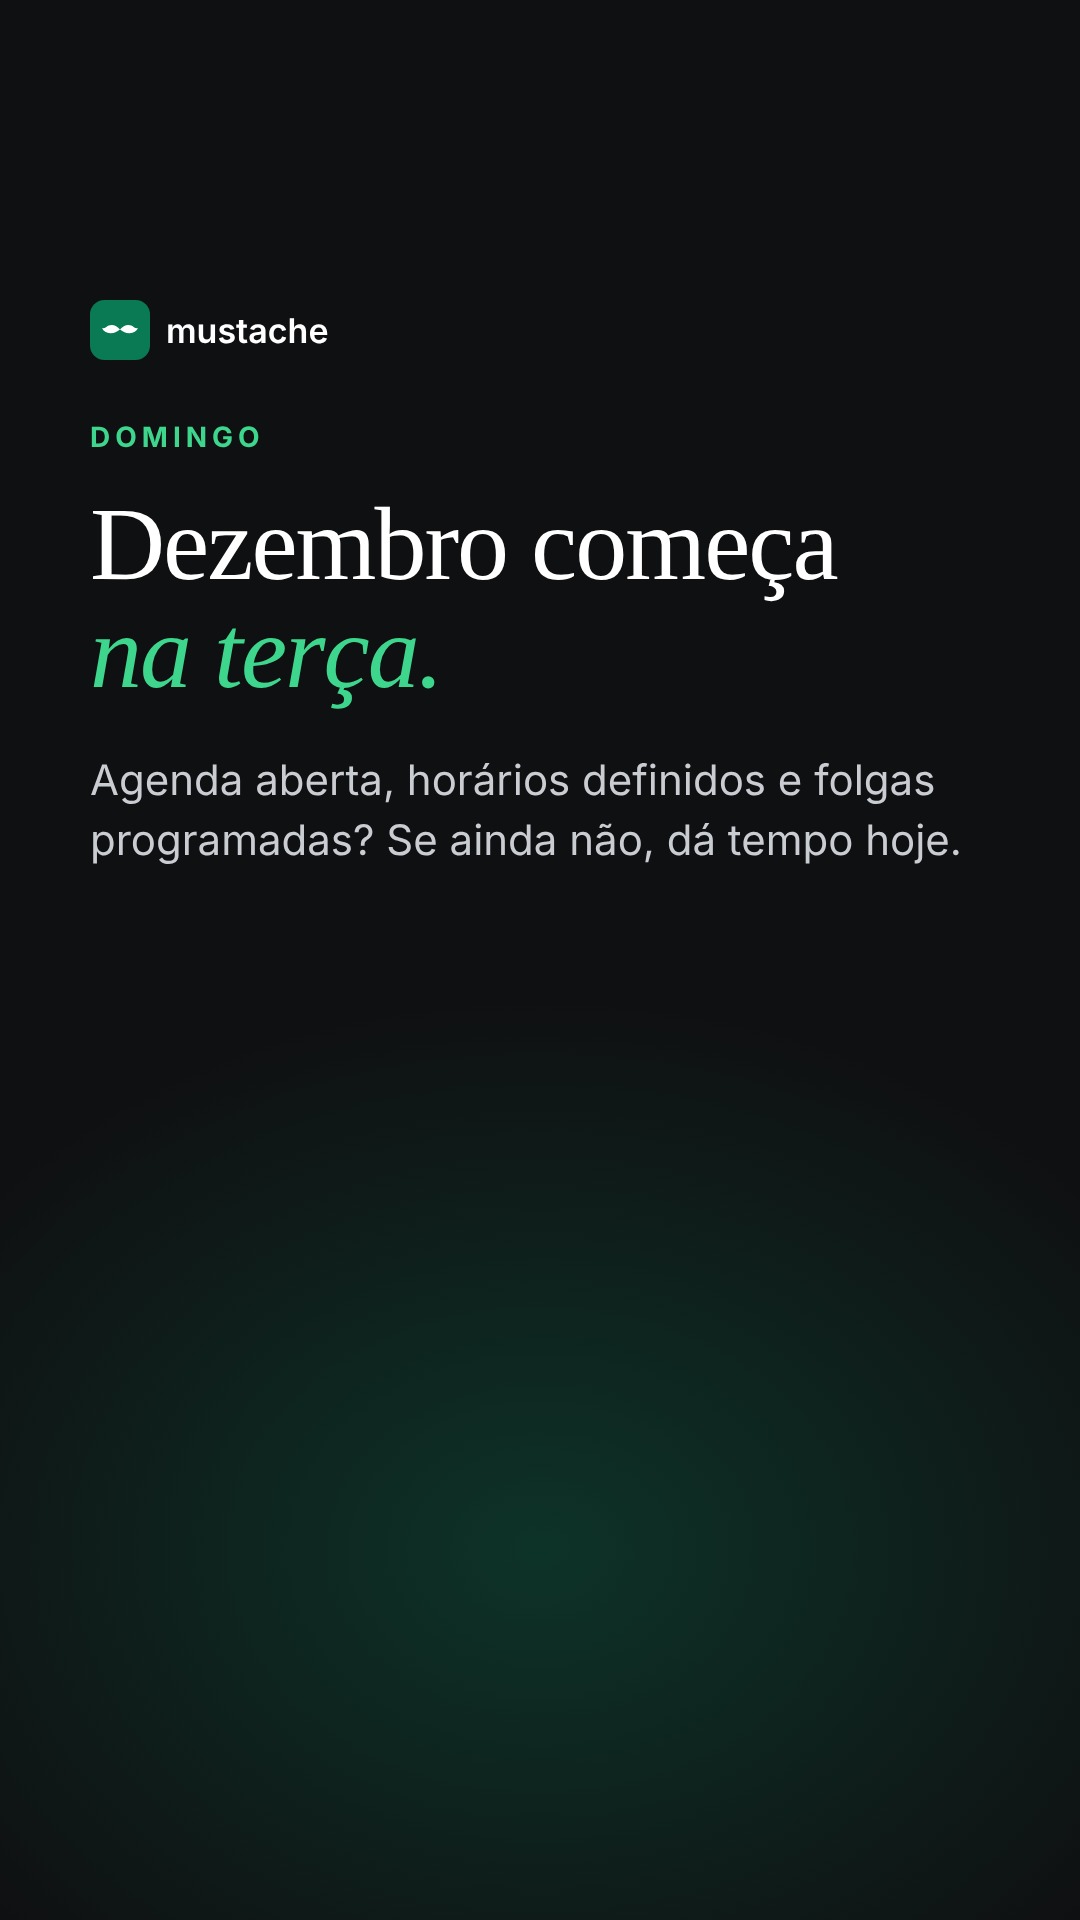 mustache
DOMINGO
Dezembro começa
na terça.
Agenda aberta, horários definidos e folgas
programadas? Se ainda não, dá tempo hoje.